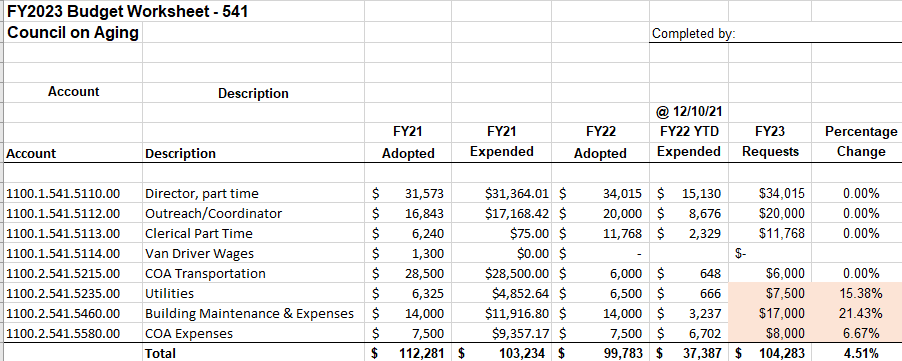 FY2023 Budget Worksheet - 541
Council on Aging Completed by:
Account Description
@ 12/10/21
FY21 FY21 FY22 FY22 YTD FY23 Percentage
Account Description Adopted Expended Adopted Expended Requests Change
1100.1.541.5110.00 Director, part time $ 31,573 $31,364.01 $ 34,015 $ 15,130 $34,015 0.00%
1100.1.541.5112.00 Outreach/Coordinator $ 16,843 $17,168.42 $ 20,000 $ 8,676 $20,000 0.00%
1100.1.541.5113.00 Clerical Part Time $ 6,240 $75.00 $ 11,768 $ 2,329 $11,768 0.00%
1100.1.541.5114.00 Van Driver Wages $ 1,300 $0.00 $ - $-
1100.2.541.5215.00 COA Transportation $ 28,500 $28,500.00 $ 6,000 $ 648 $6,000 0.00%
1100.2.541.5235.00 Utilities $ 6,325 $4,852.64 $ 6,500 $ 666 $7,500 15.38%
1100.2.541.5460.00 Building Maintenance & Expenses $ 14,000 $11,916.80 $ 14,000 $ 3,237 $17,000 21.43%
1100.2.541.5580.00 COA Expenses $ 7,500 $9,357.17 $ 7,500 $ 6,702 $8,000 6.67%
Total $ 112,281 $ 103,234 $ 99,783 $ 37,387 $ 104,283 4.51%